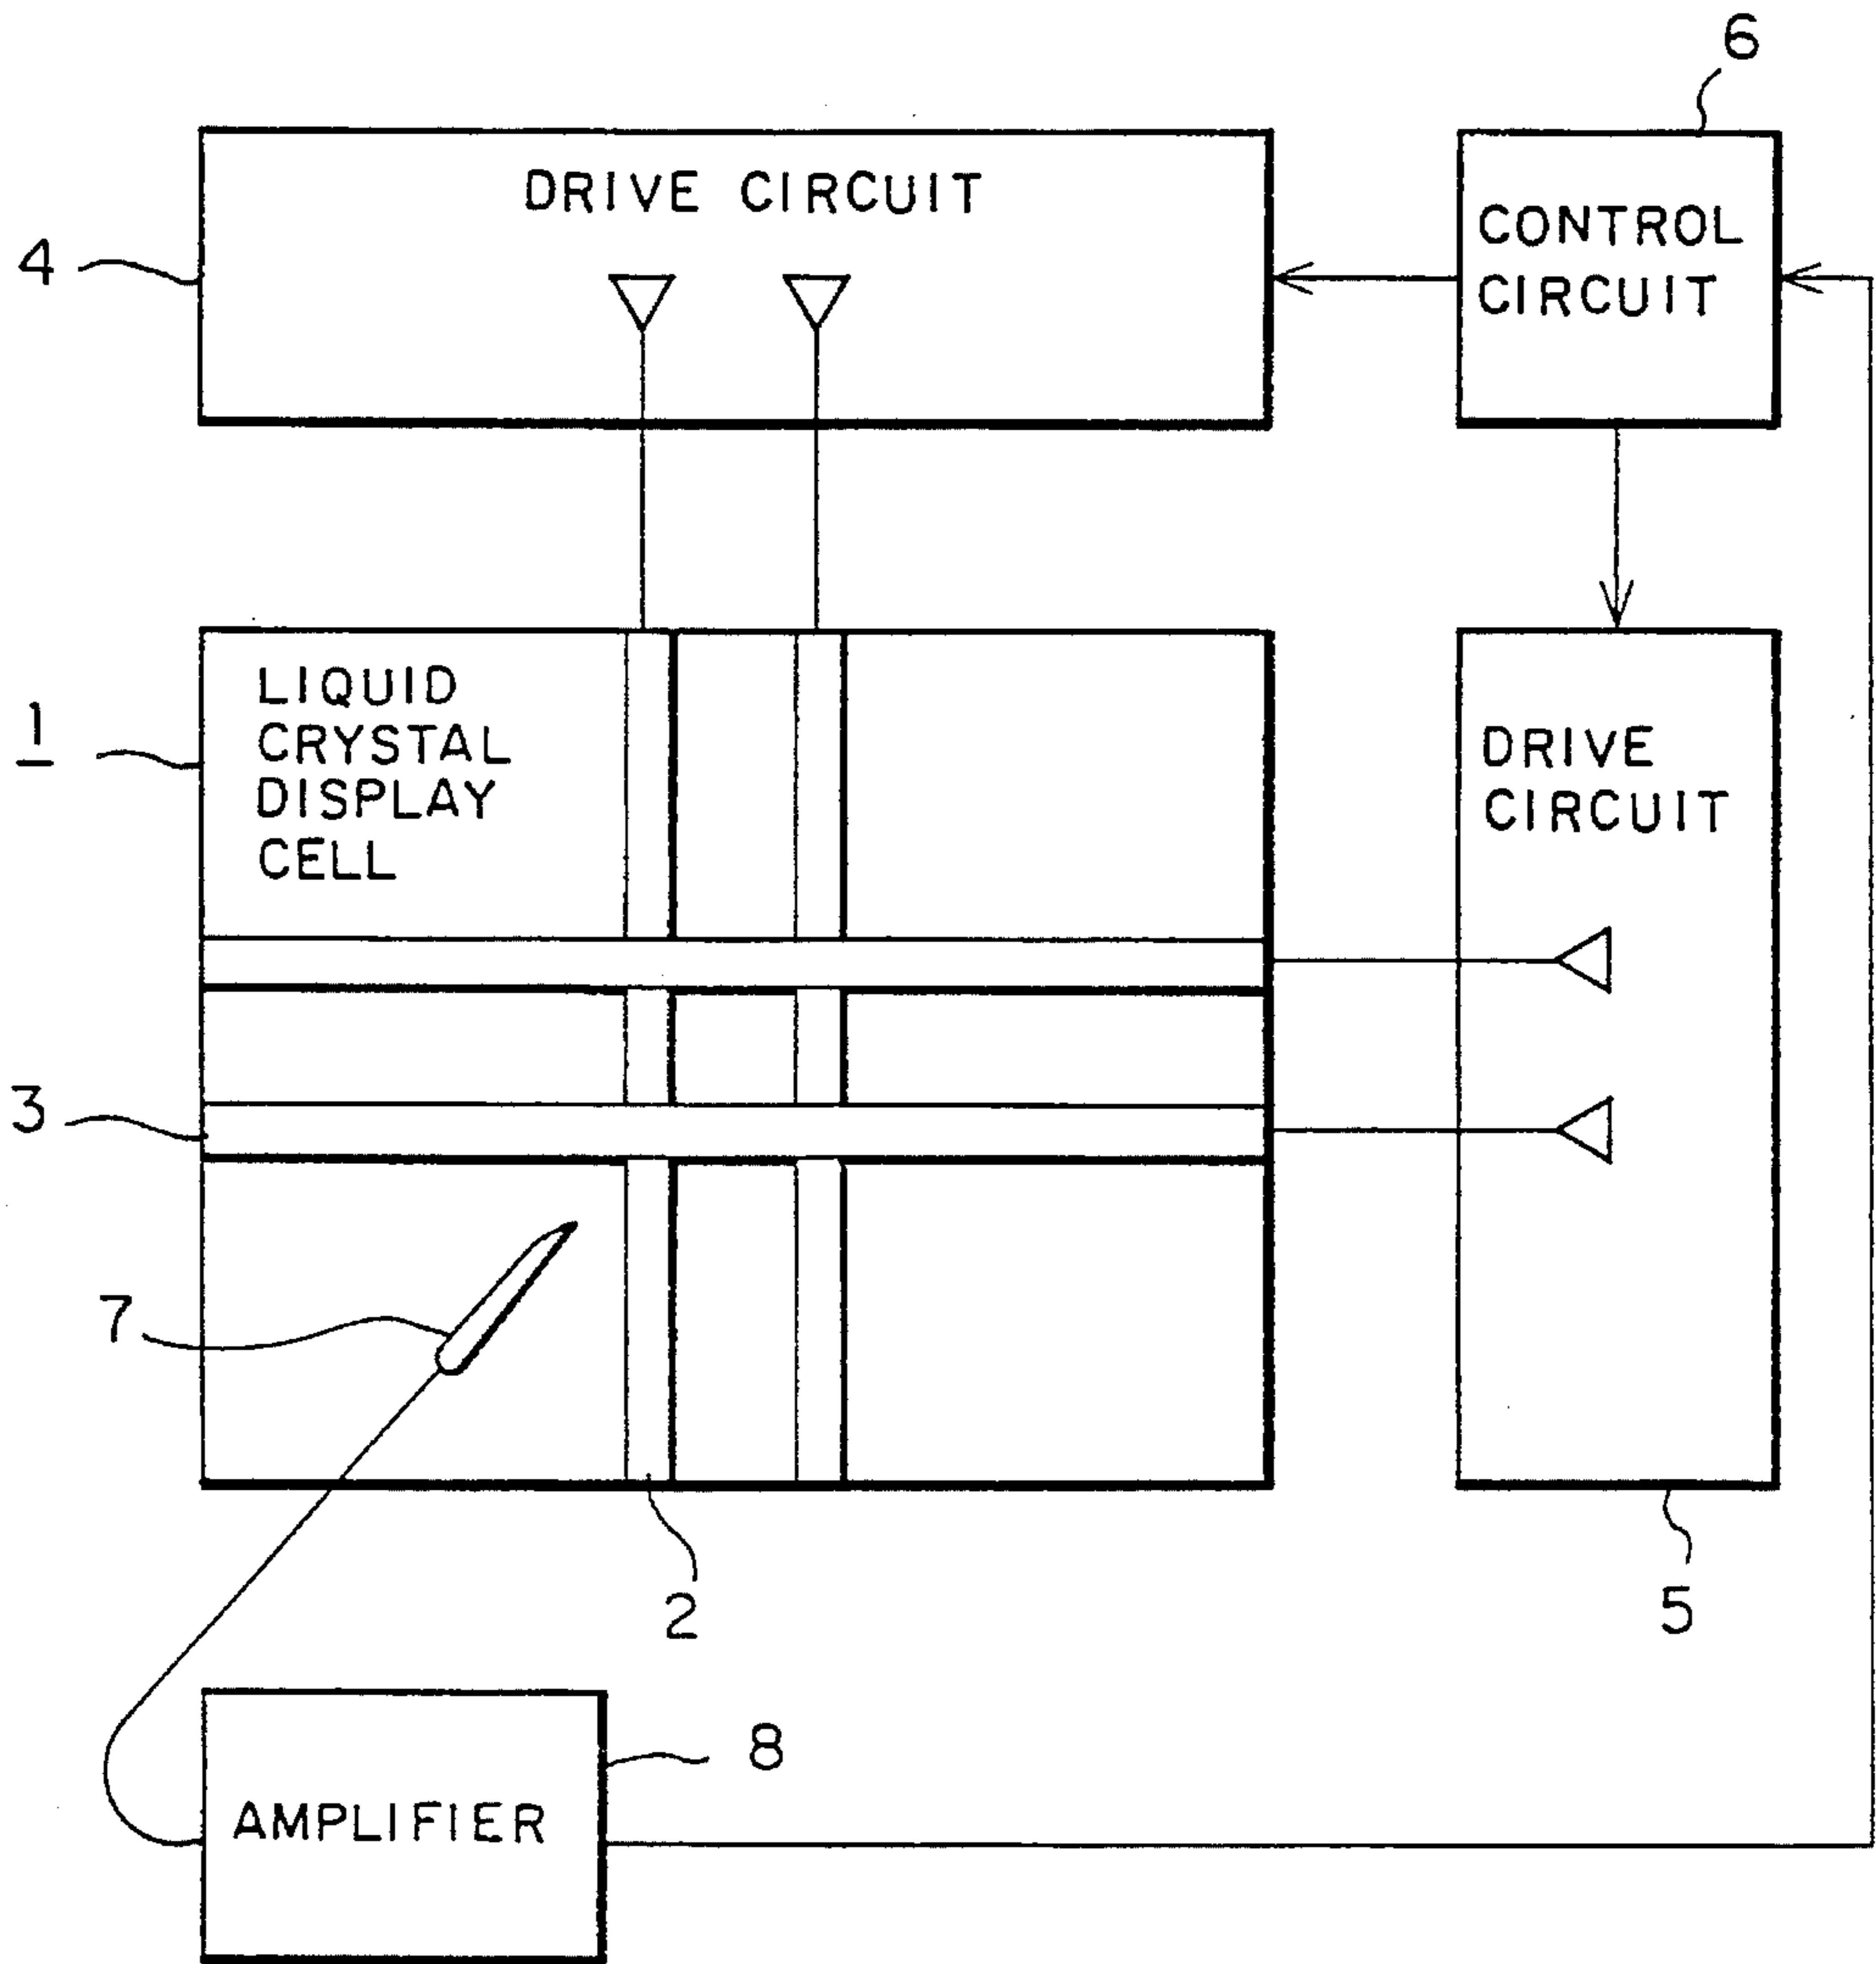 6
DRIVE CIRCUIT
CONTROL
CIRCUIT
4
LIQUID
CRYSTAL
DISPLAY
CELL
1
DRIVE
CIRCUIT
3
7
2
5
8
AMPLIFIER